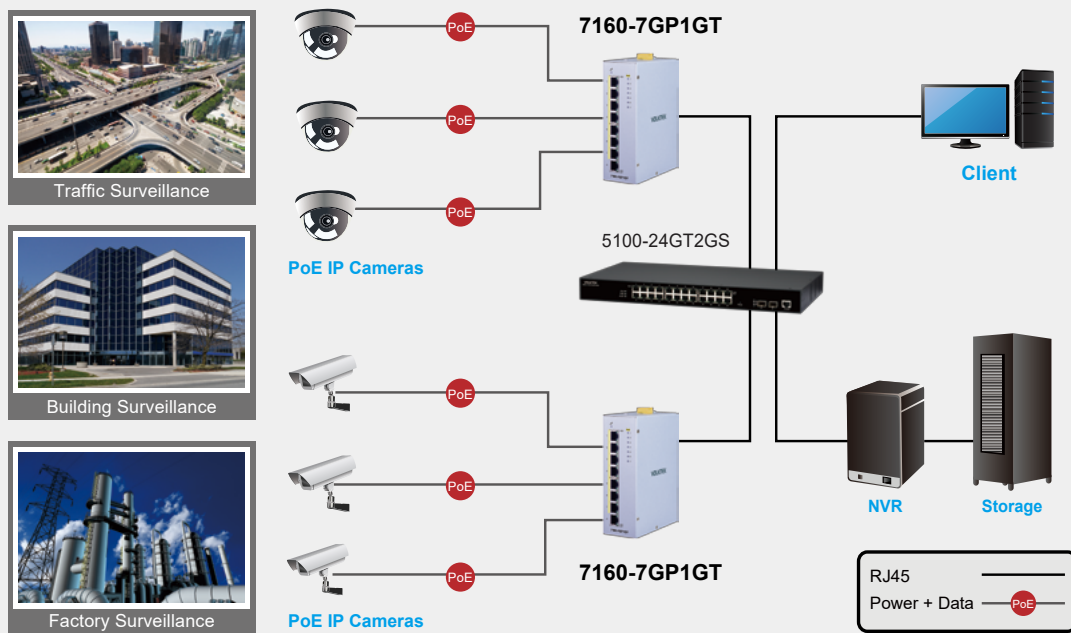 Traffic Surveillance
Building Surveillance
Factory Surveillance
PoE
PoE
PoE
PoE IP Cameras
7160-7GP1GT
5100-24GT2GS
Client
PoE
PoE
PoE
PoE IP Cameras
7160-7GP1GT
NVR
Storage
RJ45
Power + Data
PoE